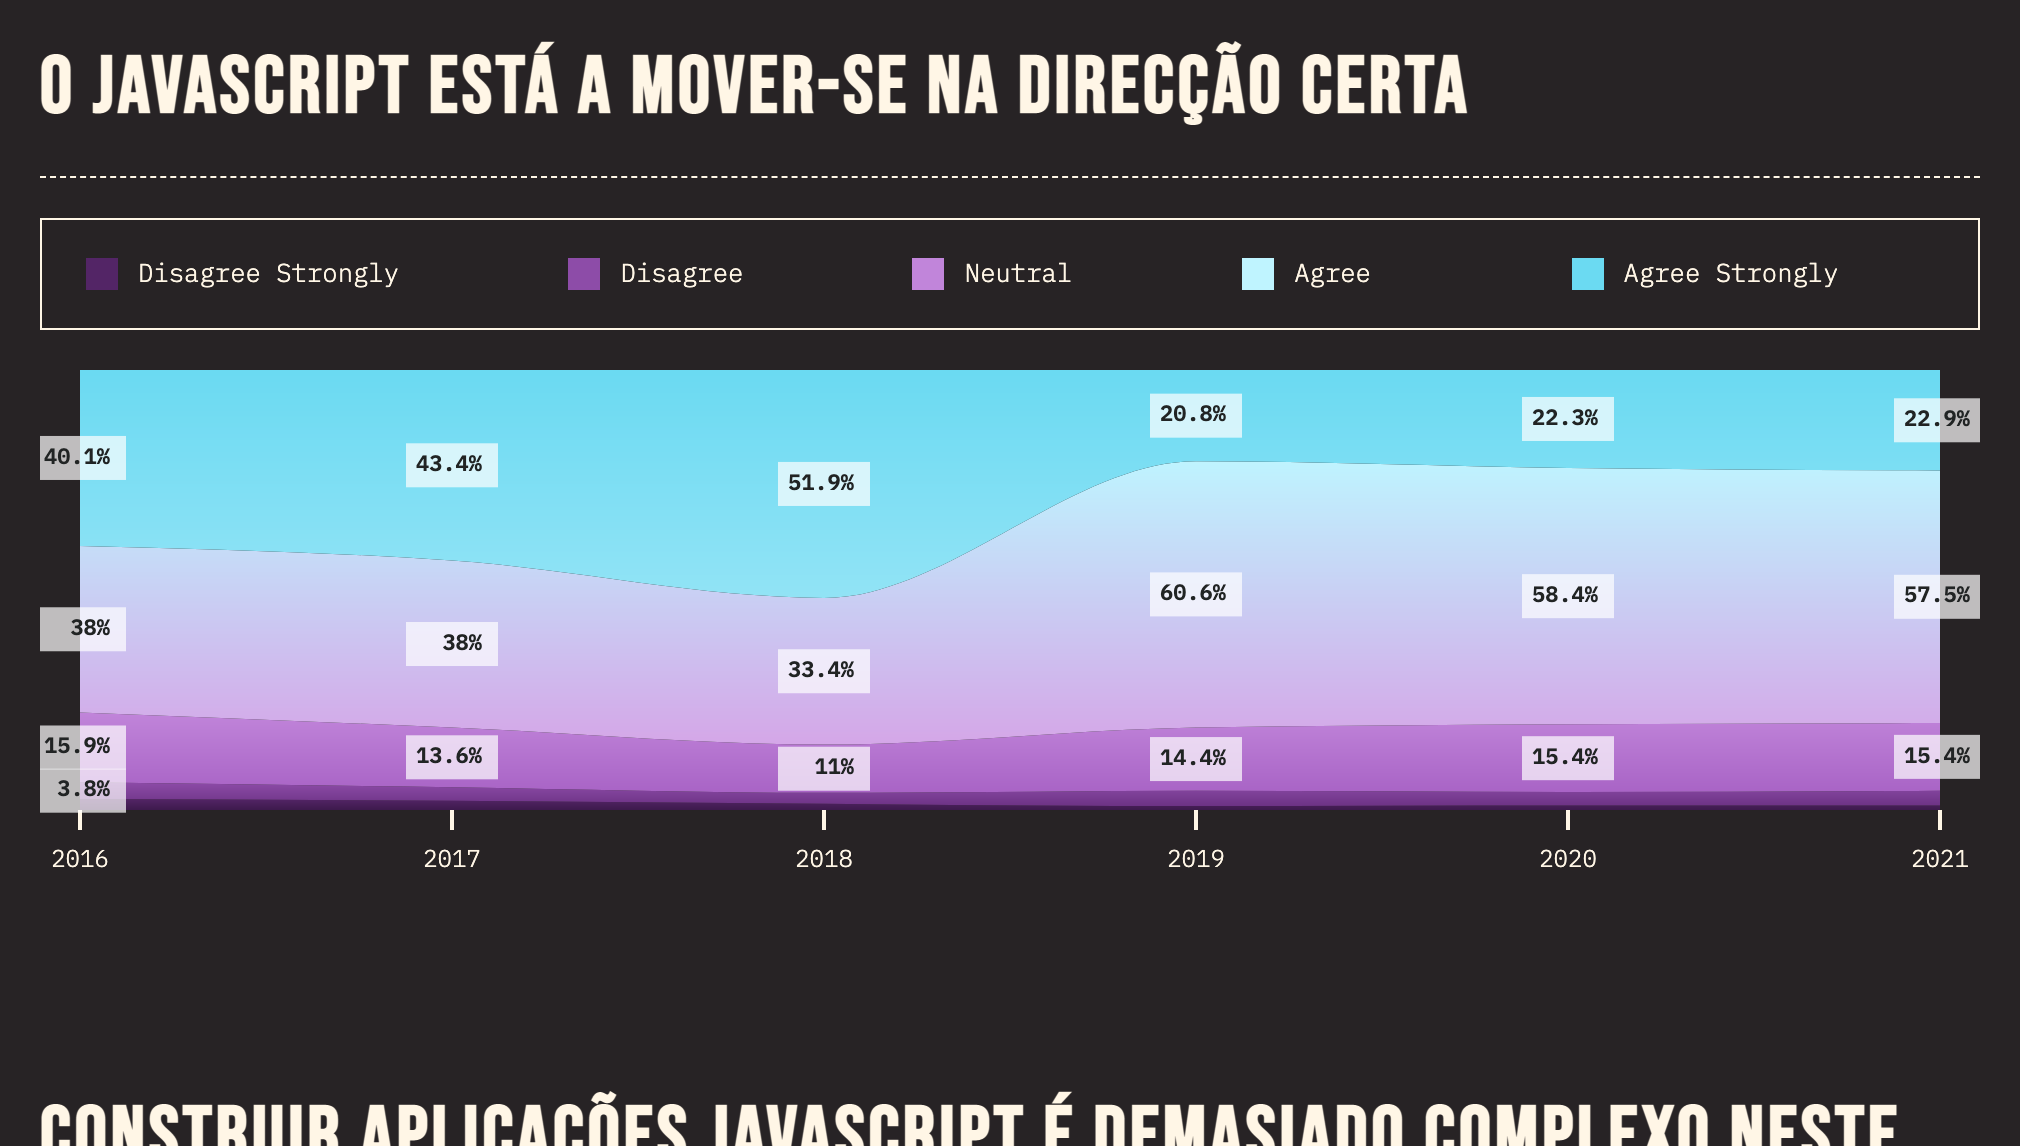 O JAVASCRIPT ESTÁ A MOVER-SE NA DIRECÇÃO CERTA
Disagree Strongly Disagree Neutral Agree Agree Strongly
40.1% 43.4% 51.9% 20.8% 22.3% 22.9%
38% 38% 33.4% 60.6% 58.4% 57.5%
15.9% 13.6% 11% 14.4% 15.4% 15.4%
3.8%
2016 2017 2018 2019 2020 2021
CONSTRUIR APLICAÇÕES JAVASCRIPT É DEMASIADO COMPLEXO NESTE